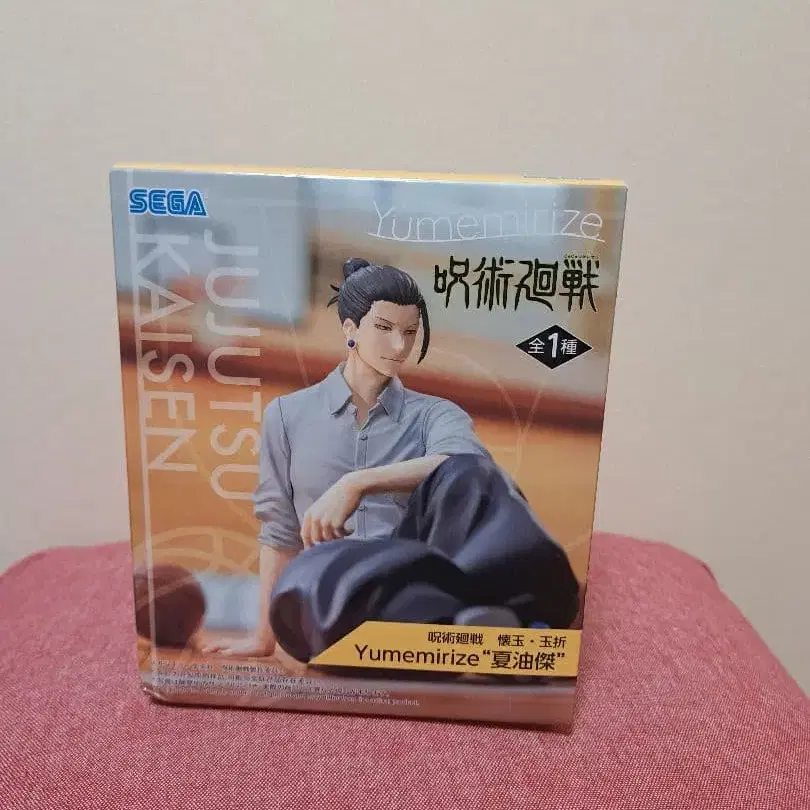 SEGA
Yumemirize
呪術廻戦
全1種
JUJUTSU
KAISEN
呪術廻戦 懐玉・玉折
Yumemirize“夏油傑”